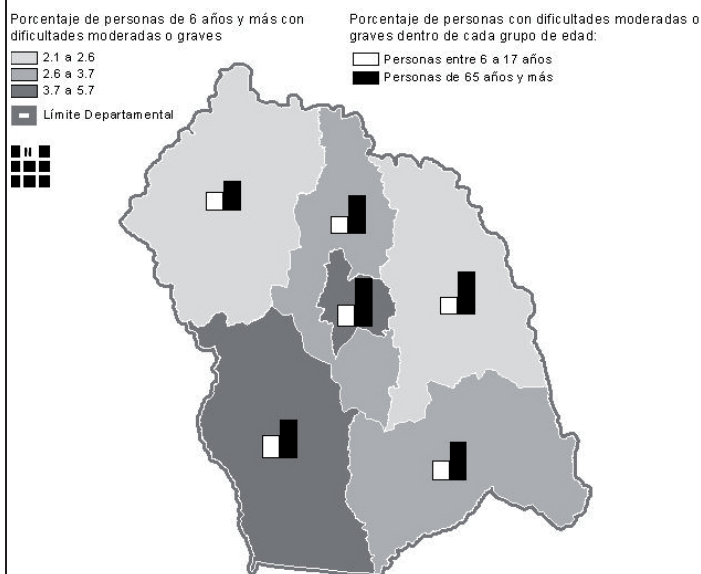 Porcentaje de personas de 6 años y más con
dificultades moderadas o graves
2.1 a 2.6
2.6 a 3.7
3.7 a 5.7
Límite Departamental
Porcentaje de personas con dificultades moderadas o
graves dentro de cada grupo de edad:
Personas entre 6 a 17 años
Personas de 65 años y más